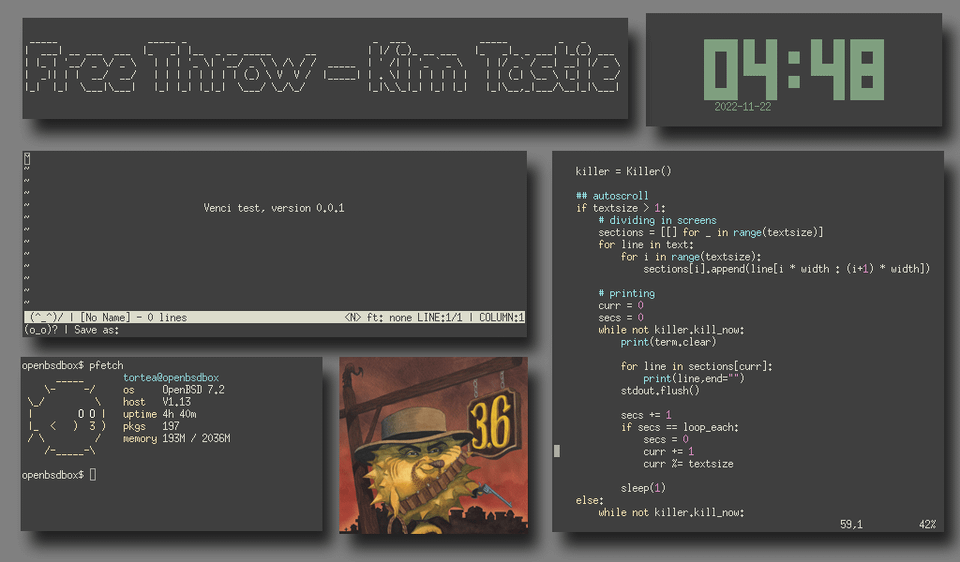 Free Throw - Kim Tastie
04:48
2022-11-22
~
~
~
~
Venci test, version 0.0.1
~
~
~
~
~
~
~
~
(^_^)/ | [No Name] - 0 lines <N> ft: none LINE:1/1 | COLUMN:1
(o_o)? | Save as:
killer = Killer()
## autoscroll
if textsize > 1:
# dividing in screens
sections = [[] for _ in range(textsize)]
for line in text:
for i in range(textsize):
sections[i].append(line[i * width : (i+1) * width])
# printing
curr = 0
secs = 0
while not killer.kill_now:
print(term.clear)
for line in sections[curr]:
print(line,end="")
stdout.flush()
secs += 1
if secs == loop_each:
secs = 0
curr += 1
curr %= textsize
sleep(1)
else:
while not killer.kill_now:
59,1 42%
openbsdbox$ pfetch
tortea@openbsdbox
os OpenBSD 7.2
host V1.13
uptime 4h 40m
pkgs 197
memory 193M / 2036M
openbsdbox$
3.6